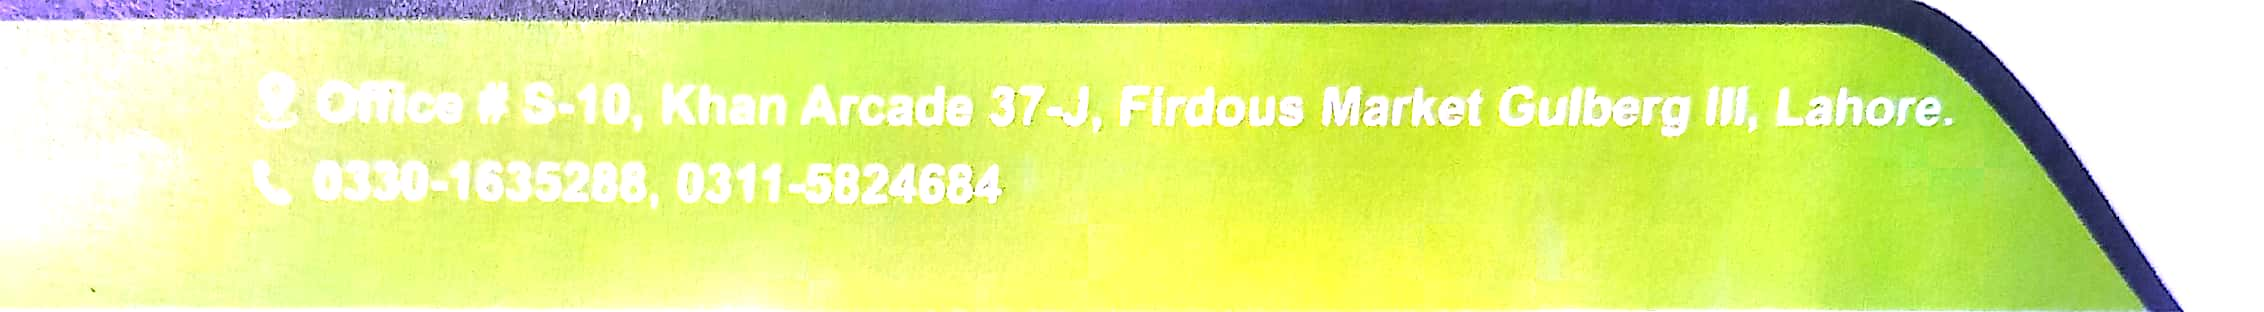 Office # S-10, Khan Arcade 37-J, Firdous Market Gulberg III, Lahore.
0330-1635288, 0311-5824684